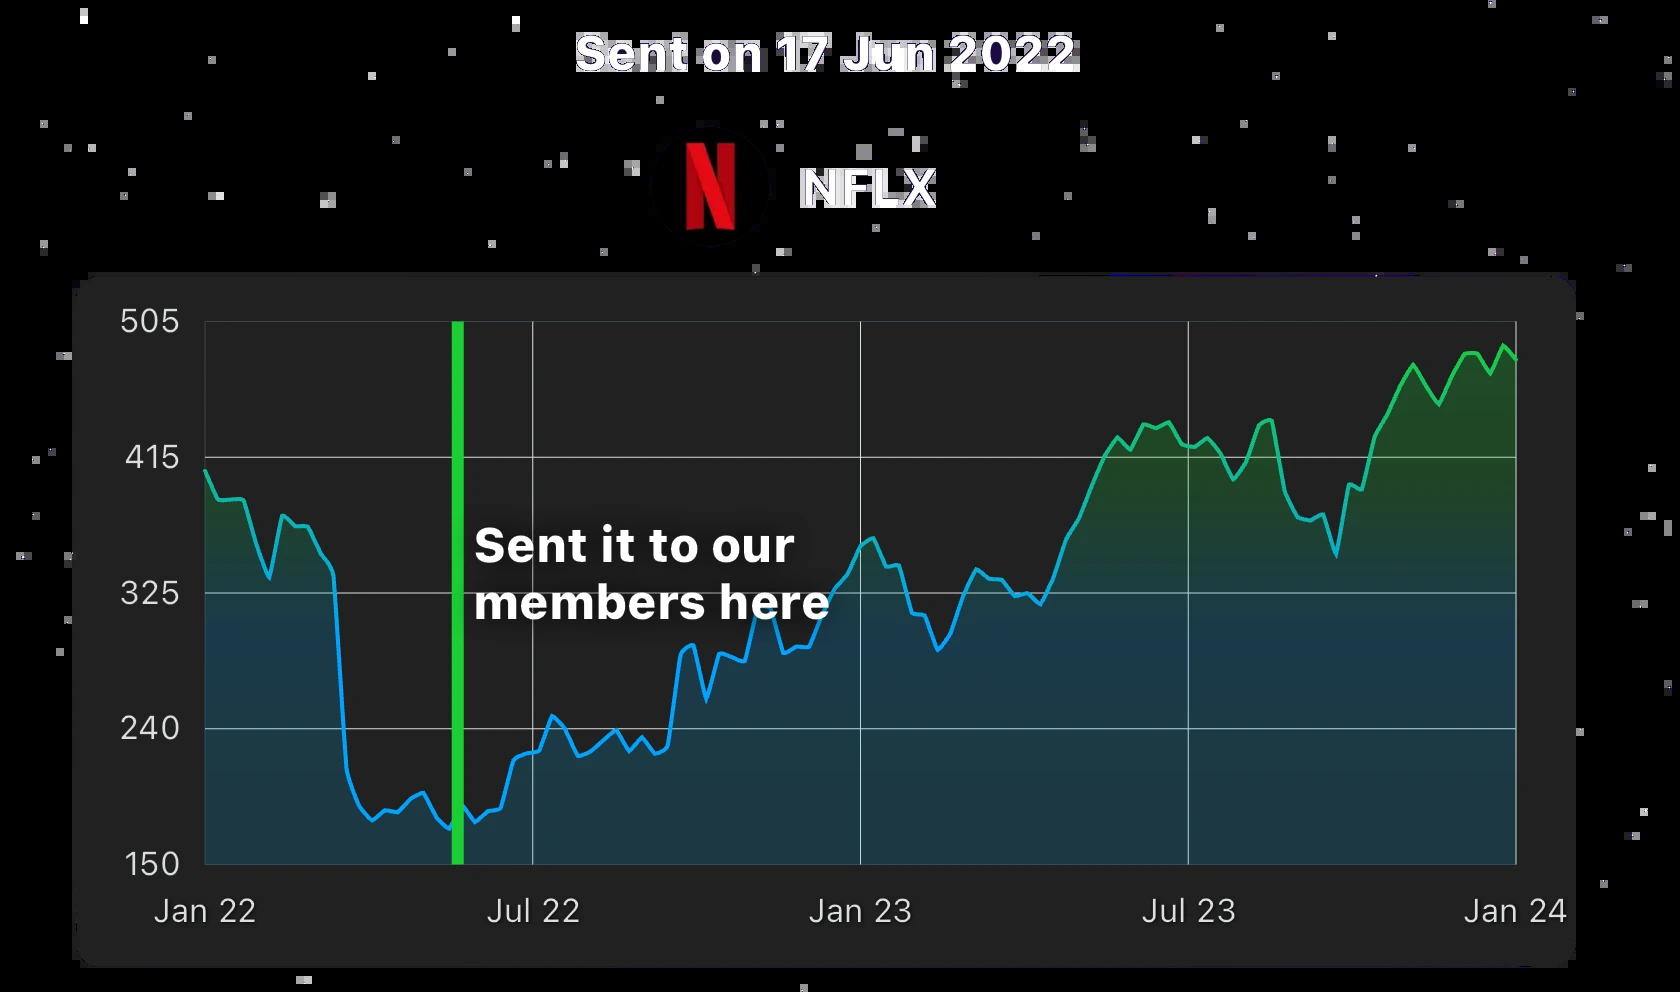 Sent on 17 Jun 2022
N NFLX
505
415
Sent it to our
members here
325
240
150
Jan 22 Jul 22 Jan 23 Jul 23 Jan 24